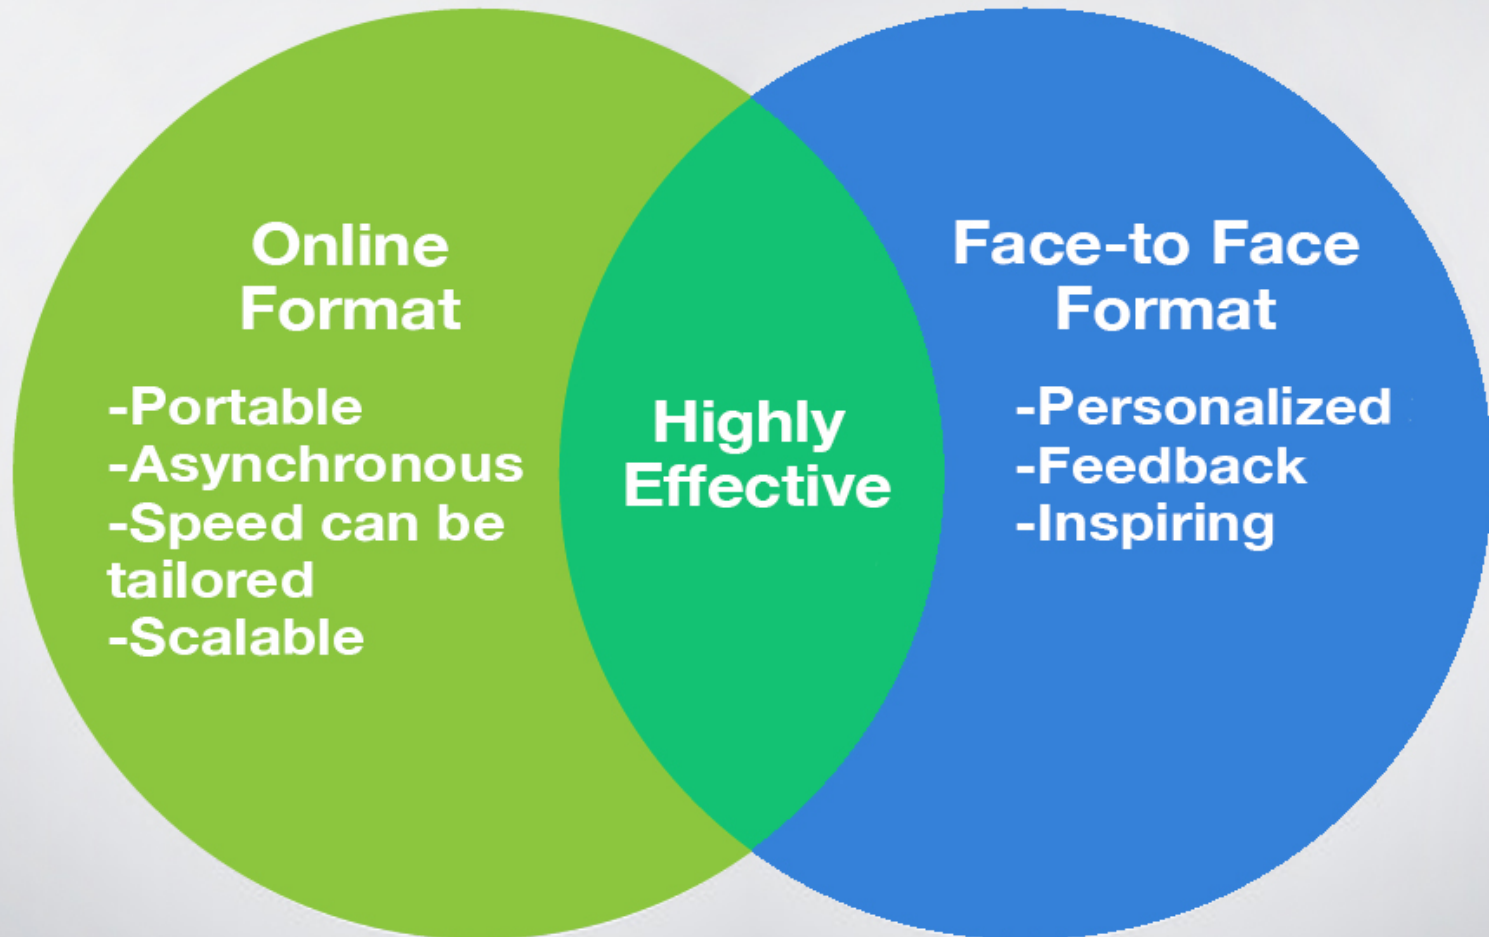 Online
Format
-Portable
-Asynchronous
-Speed can be
tailored
-Scalable
Highly
Effective
Face-to Face
Format
-Personalized
-Feedback
-Inspiring